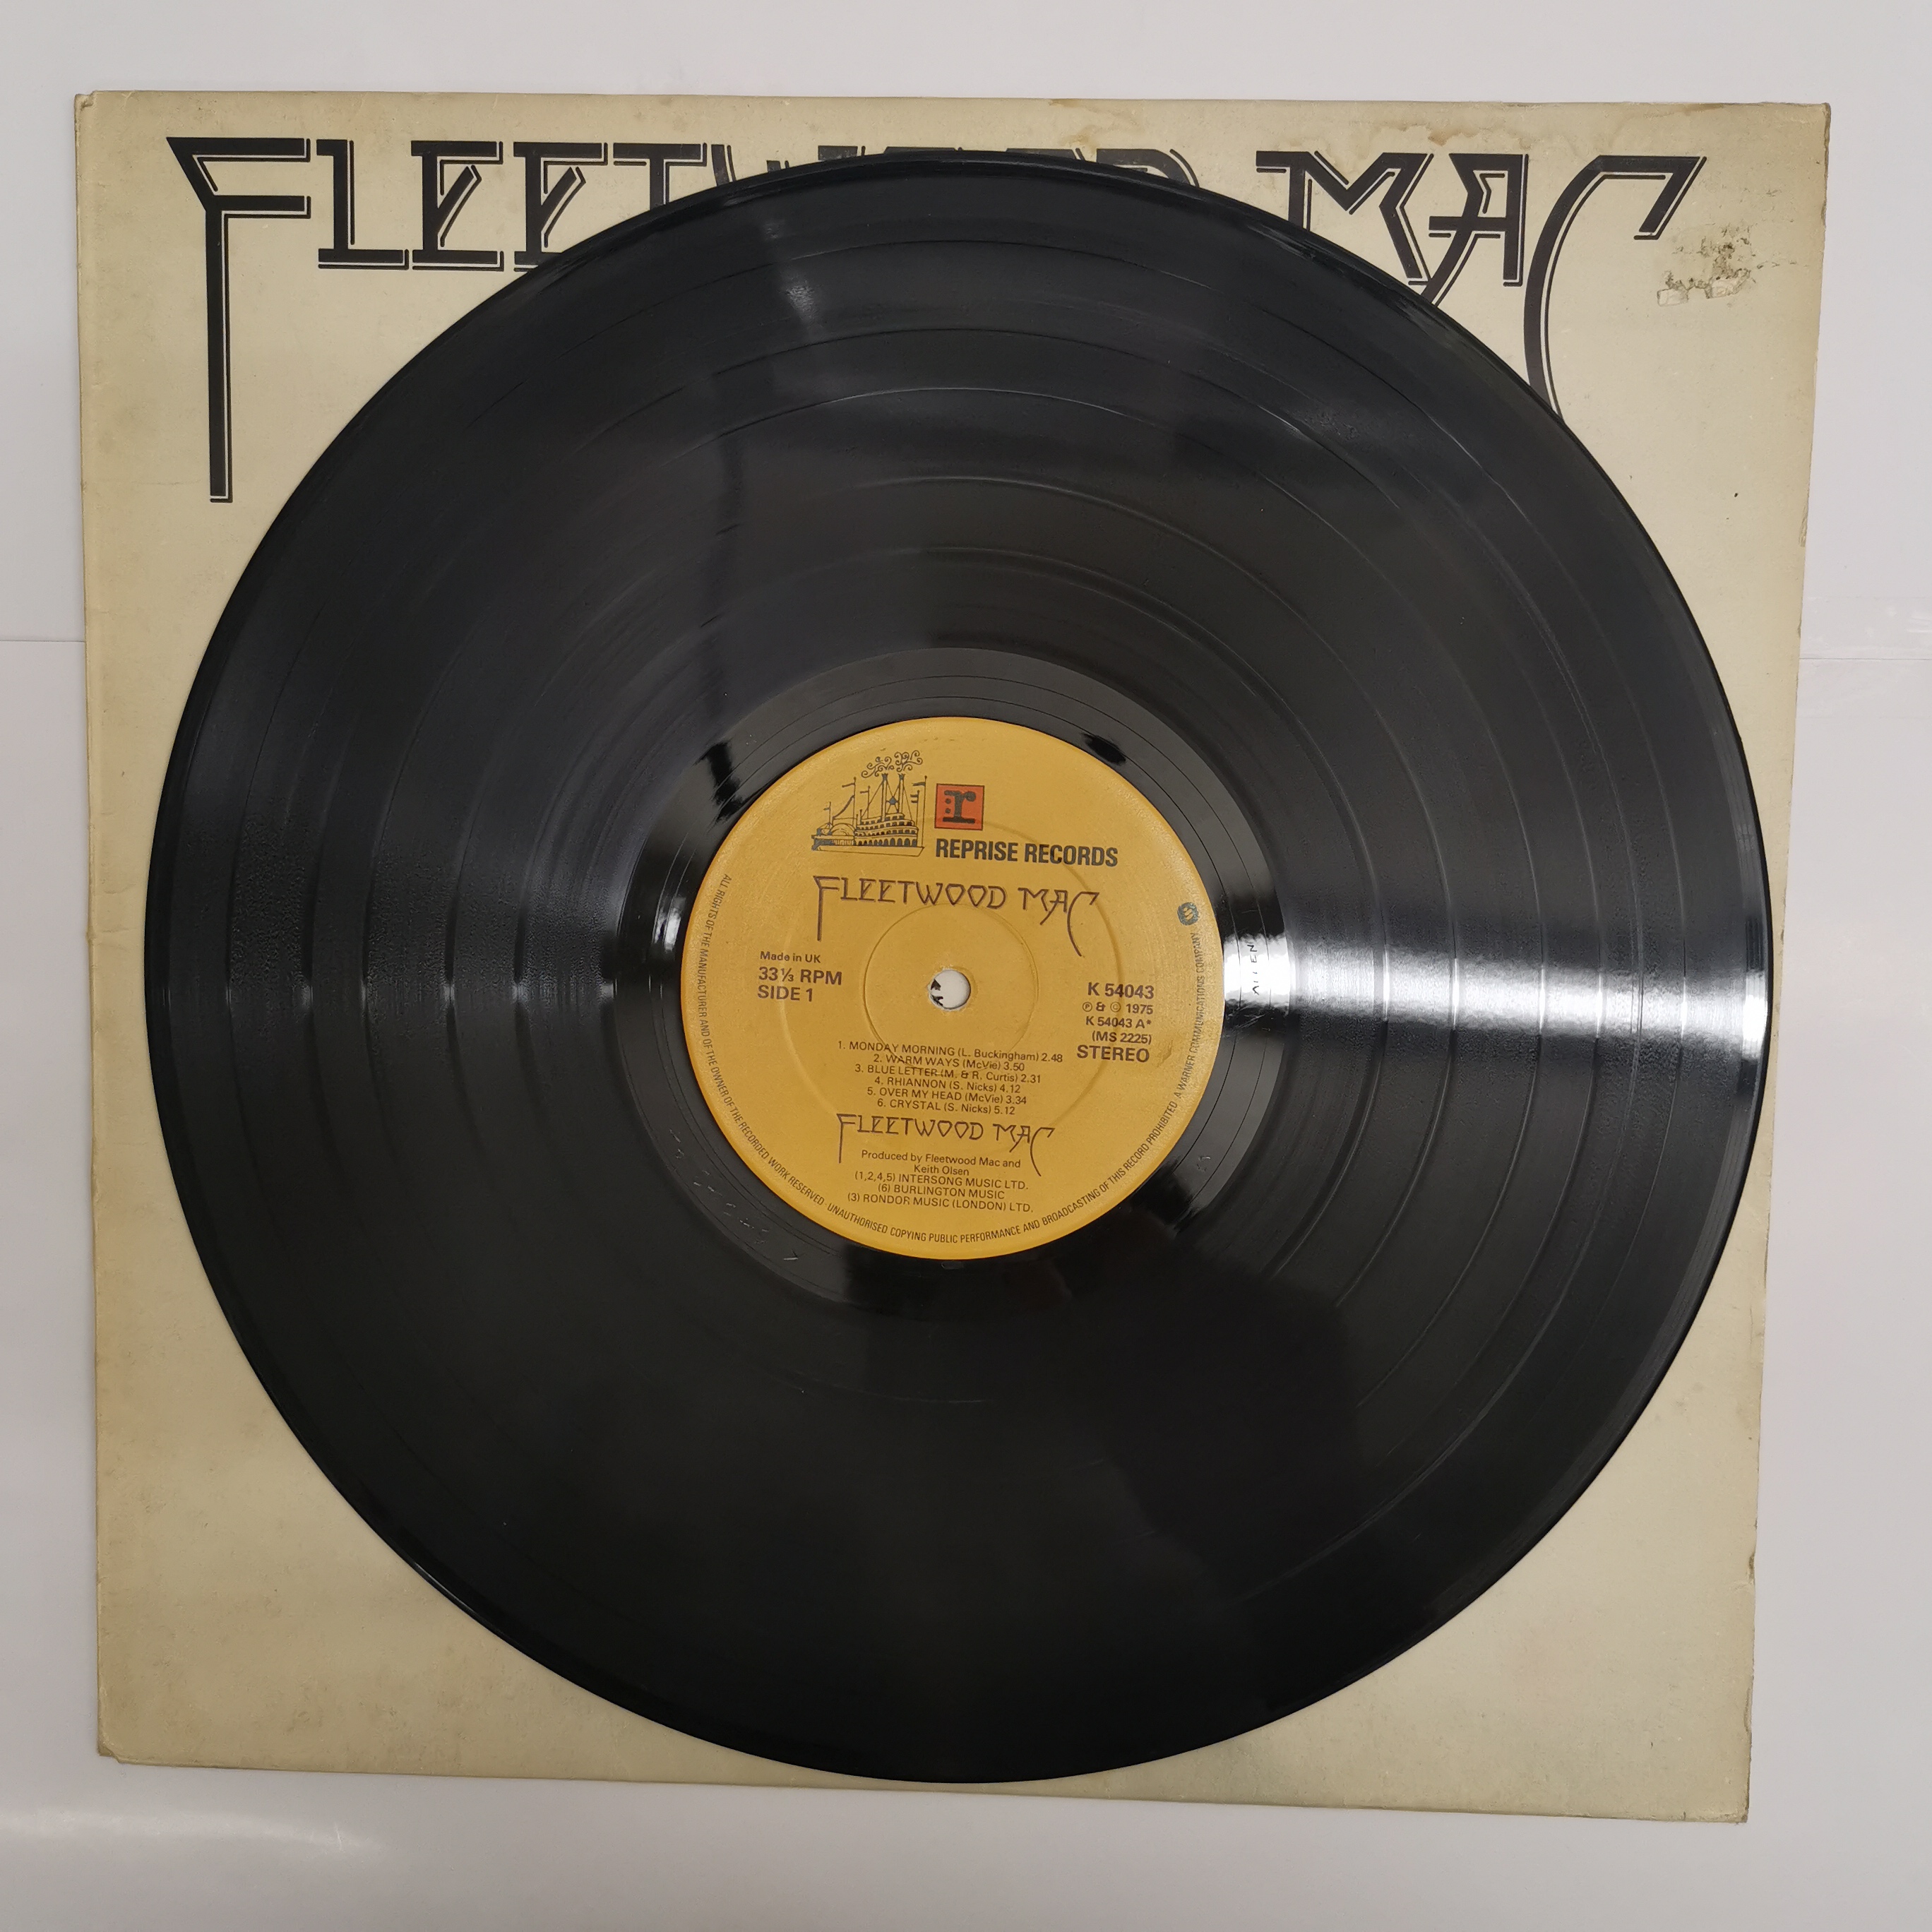 FLEETWOOD MAC
r
REPRISE RECORDS
FLEETWOOD MAC
Made in UK
33⅓ RPM
SIDE 1
K 54043
℗ & © 1975
K 54043 A*
(MS 2225)
STEREO
1. MONDAY MORNING (L. Buckingham) 2.48
2. WARM WAYS (McVie) 3.50
3. BLUE LETTER (M. & R. Curtis) 2.31
4. RHIANNON (S. Nicks) 4.12
5. OVER MY HEAD (McVie) 3.34
6. CRYSTAL (S. Nicks) 5.12
FLEETWOOD MAC
Produced by Fleetwood Mac and
Keith Olsen
(1,2,4,5) INTERSONG MUSIC LTD.
(6) BURLINGTON MUSIC
(3) RONDOR MUSIC (LONDON) LTD.
ALL RIGHTS OF THE MANUFACTURER AND OF THE OWNER OF THE RECORDED WORK RESERVED. UNAUTHORISED COPYING PUBLIC PERFORMANCE AND BROADCASTING OF THIS RECORD PROHIBITED. A WARNER COMMUNICATIONS COMPANY
ALLEN